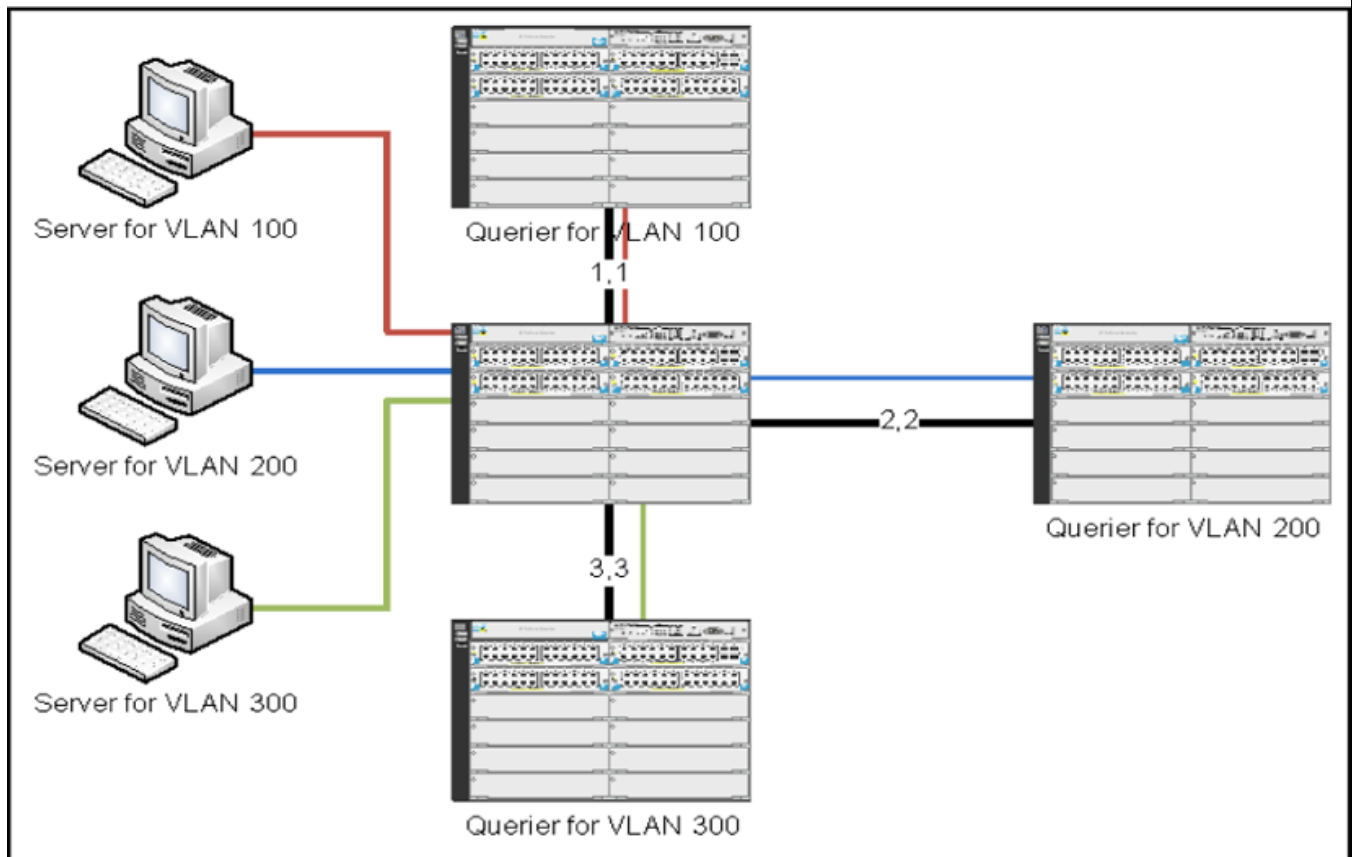 Server for VLAN 100
Querier for VLAN 100
1,1
Server for VLAN 200
2,2
Querier for VLAN 200
3,3
Server for VLAN 300
Querier for VLAN 300